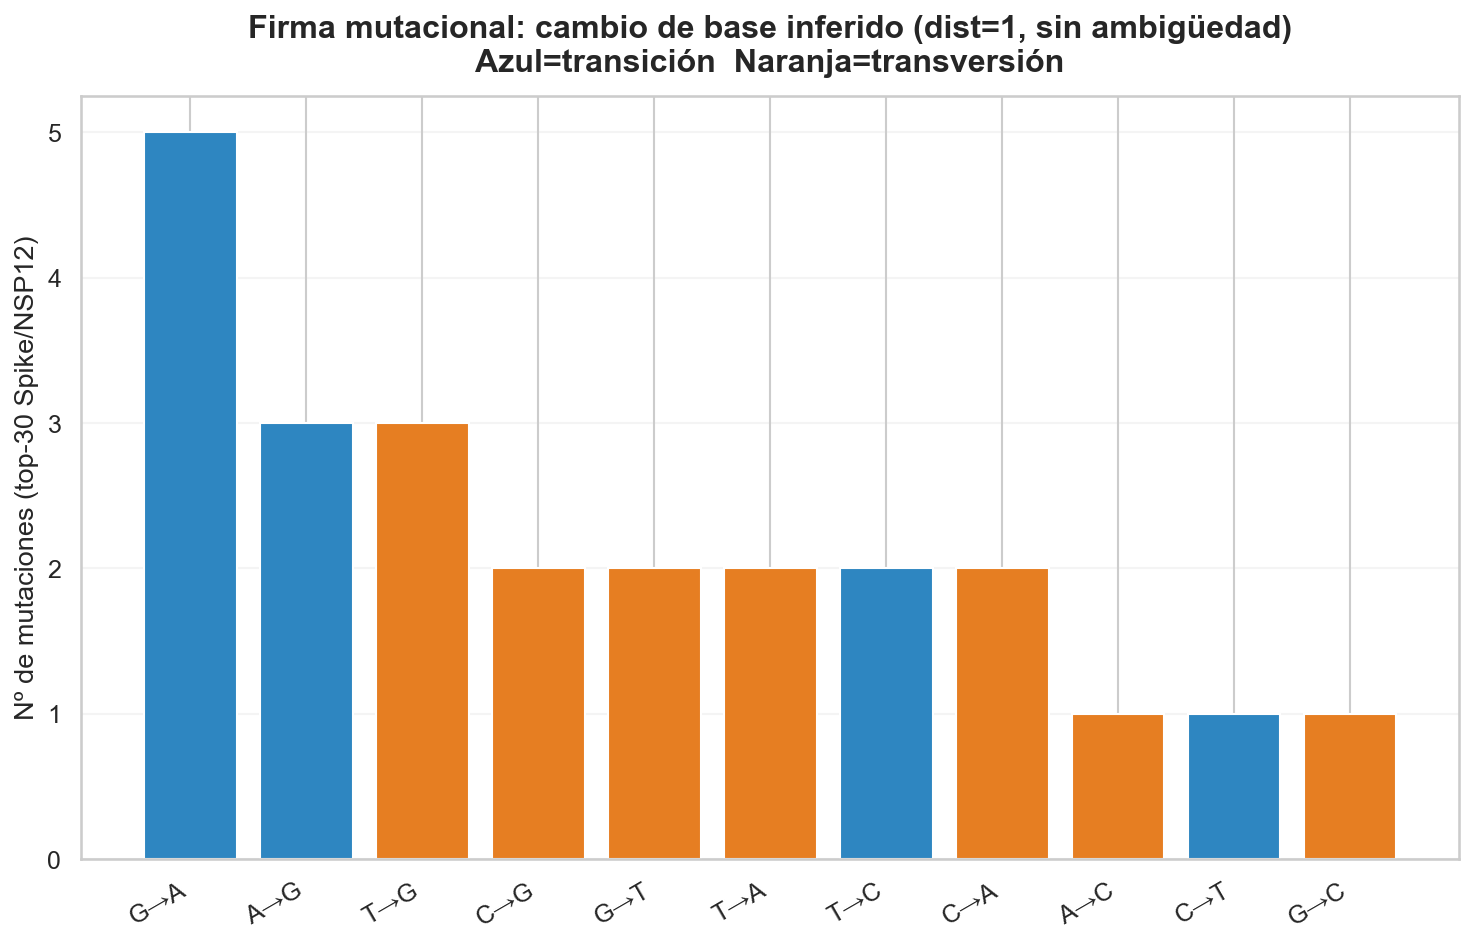 Firma mutacional: cambio de base inferido (dist=1, sin ambigüedad)
Azul=transición  Naranja=transversión
Nº de mutaciones (top-30 Spike/NSP12)
5
4
3
2
1
0
G→A
A→G
T→G
C→G
G→T
T→A
T→C
C→A
A→C
C→T
G→C